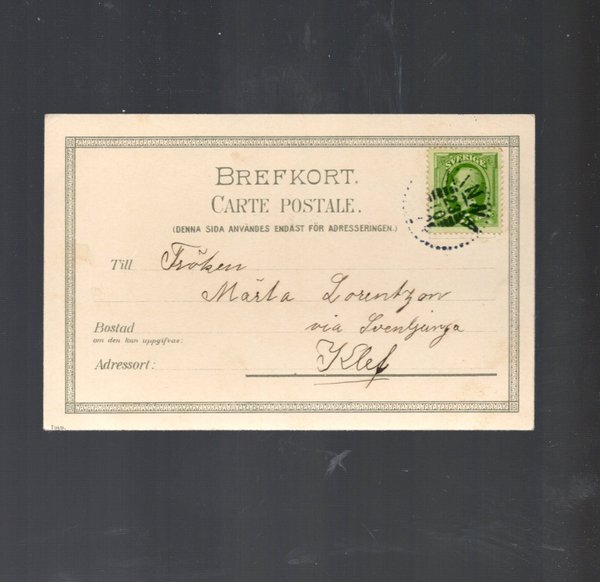 SVERIGE
BREFKORT.
CARTE POSTALE.
(DENNA SIDA ANVÄNDES ENDAST FÖR ADRESSERINGEN.)
Till Fröken
Märta Lorentzon
Bostad via Svenljunga
om den kan uppgifvas:
Adressort: Klef